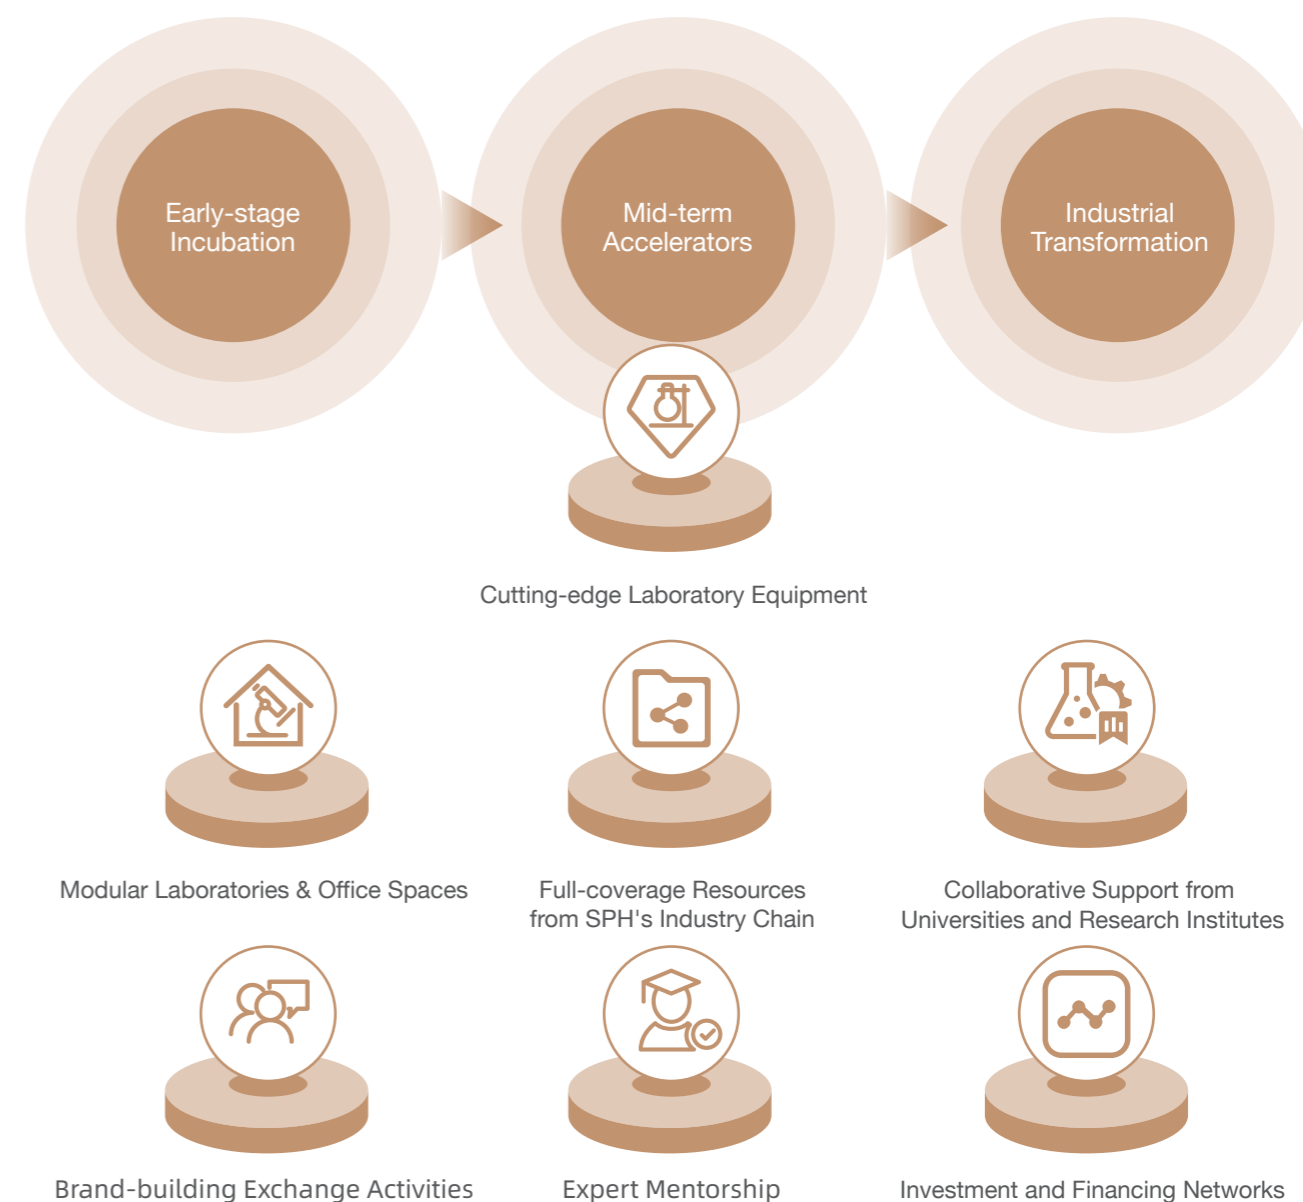 Early-stage
Incubation
Mid-term
Accelerators
Industrial
Transformation
Cutting-edge Laboratory Equipment
Modular Laboratories & Office Spaces
Full-coverage Resources
from SPH's Industry Chain
Collaborative Support from
Universities and Research Institutes
Brand-building Exchange Activities
Expert Mentorship
Investment and Financing Networks